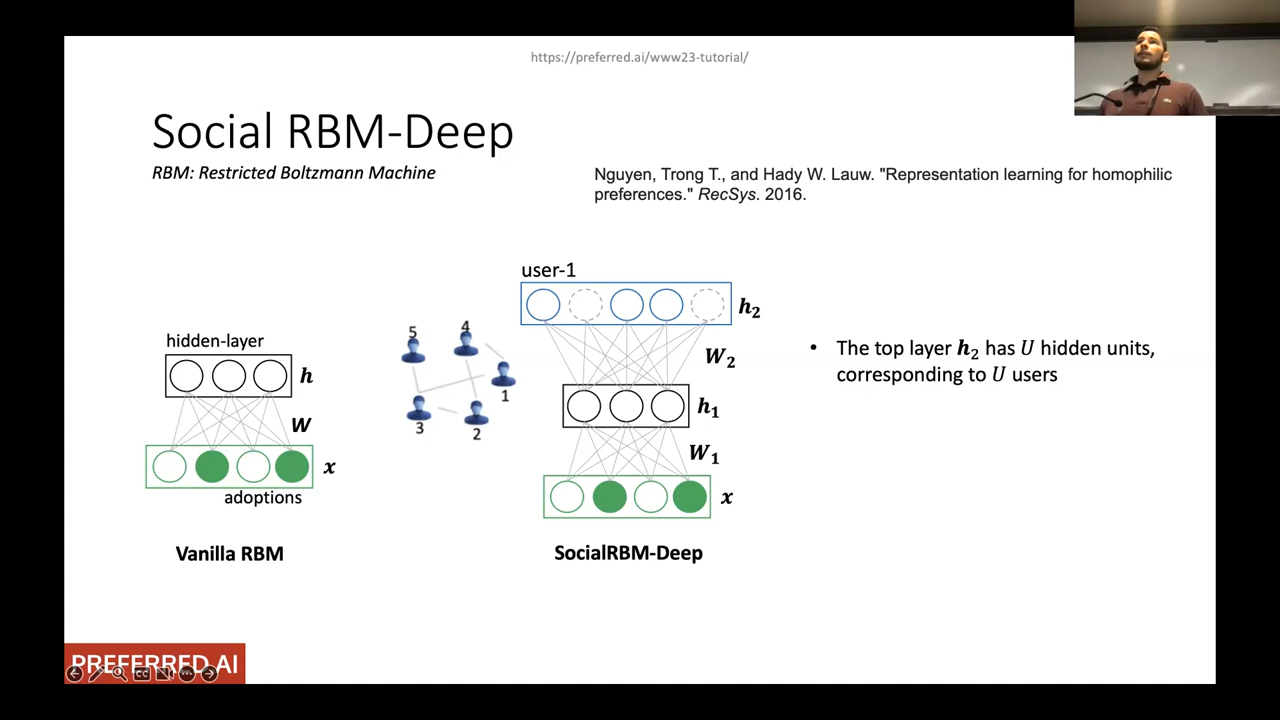 https://preferred.ai/www23-tutorial/
Social RBM-Deep
RBM: Restricted Boltzmann Machine
Nguyen, Trong T., and Hady W. Lauw. "Representation learning for homophilic
preferences." RecSys. 2016.
hidden-layer
h
W
x
adoptions
Vanilla RBM
5
4
1
3
2
user-1
h₂
W₂
h₁
W₁
x
SocialRBM-Deep
• The top layer h₂ has U hidden units,
corresponding to U users
PREFERRED.AI